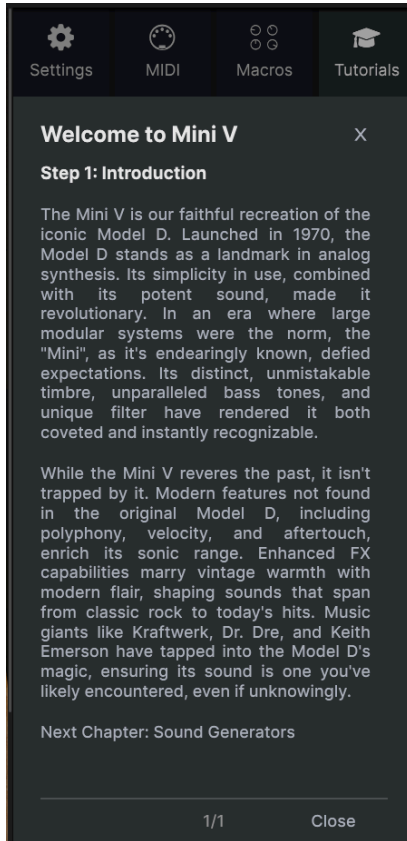 Settings MIDI Macros Tutorials
Welcome to Mini V X
Step 1: Introduction
The Mini V is our faithful recreation of the
iconic Model D. Launched in 1970, the
Model D stands as a landmark in analog
synthesis. Its simplicity in use, combined
with its potent sound, made it
revolutionary. In an era where large
modular systems were the norm, the
"Mini", as it's endearingly known, defied
expectations. Its distinct, unmistakable
timbre, unparalleled bass tones, and
unique filter have rendered it both
coveted and instantly recognizable.
While the Mini V reveres the past, it isn't
trapped by it. Modern features not found
in the original Model D, including
polyphony, velocity, and aftertouch,
enrich its sonic range. Enhanced FX
capabilities marry vintage warmth with
modern flair, shaping sounds that span
from classic rock to today's hits. Music
giants like Kraftwerk, Dr. Dre, and Keith
Emerson have tapped into the Model D's
magic, ensuring its sound is one you've
likely encountered, even if unknowingly.
Next Chapter: Sound Generators
1/1 Close